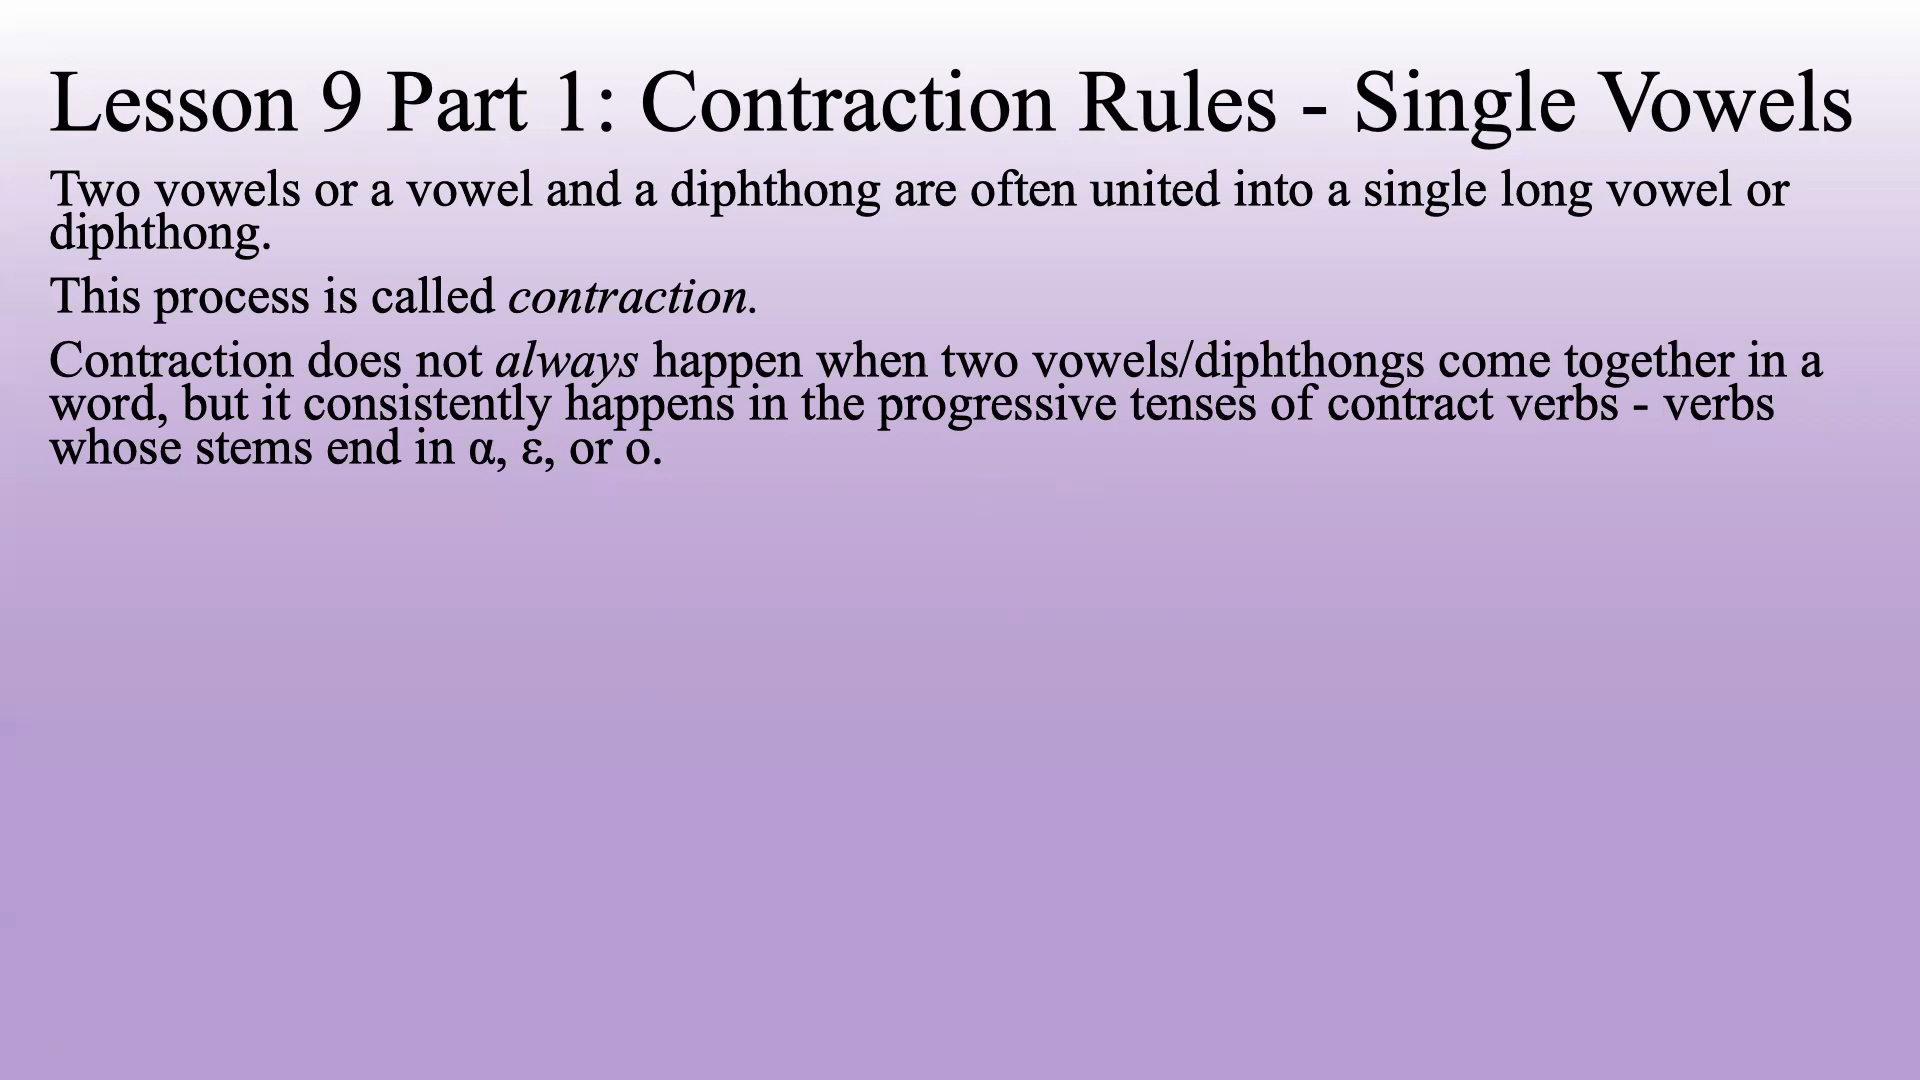 Lesson 9 Part 1: Contraction Rules - Single Vowels
Two vowels or a vowel and a diphthong are often united into a single long vowel or
diphthong.
This process is called contraction.
Contraction does not always happen when two vowels/diphthongs come together in a
word, but it consistently happens in the progressive tenses of contract verbs - verbs
whose stems end in α, ε, or ο.